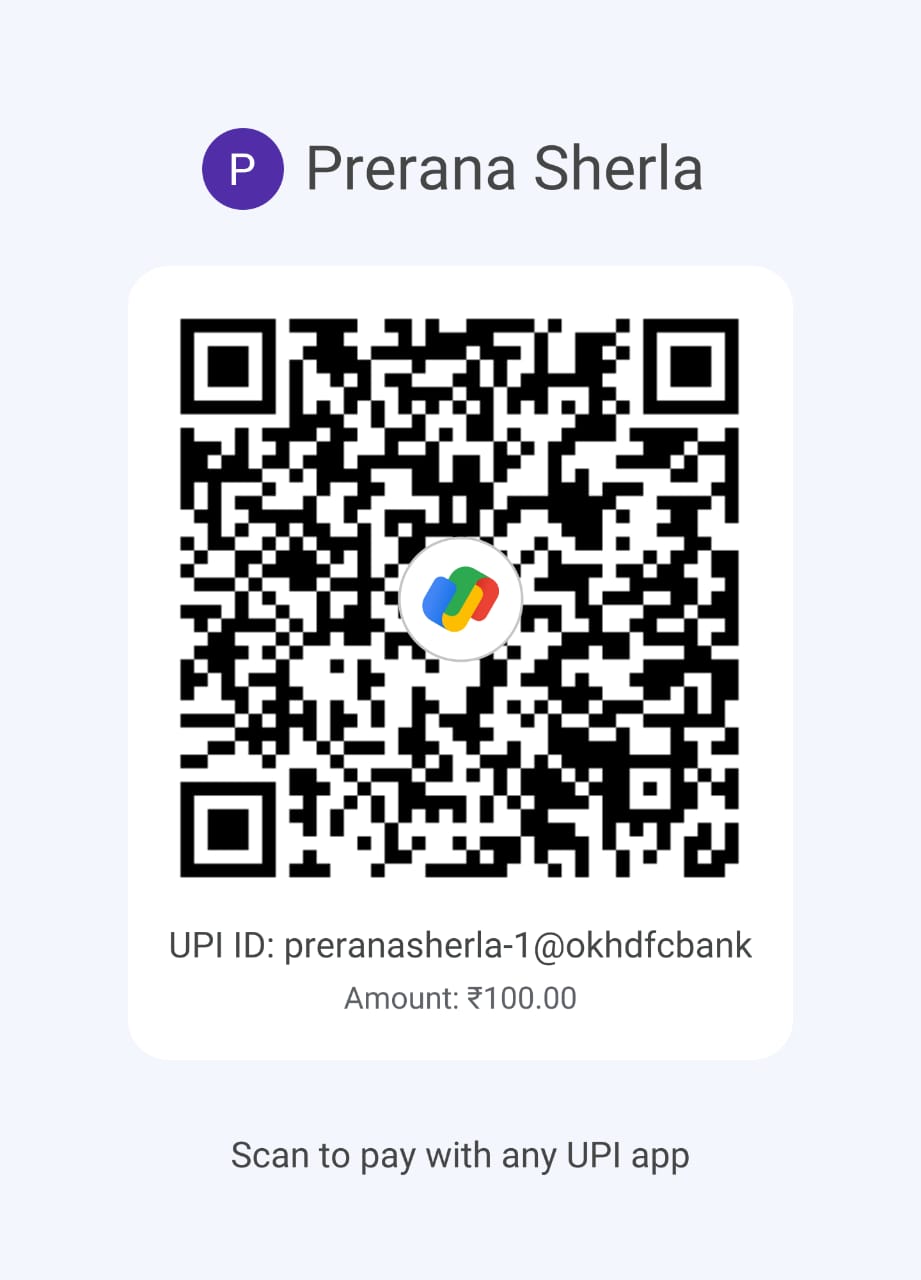 P Prerana Sherla
UPI ID: preranasherla-1@okhdfcbank
Amount: ₹100.00
Scan to pay with any UPI app